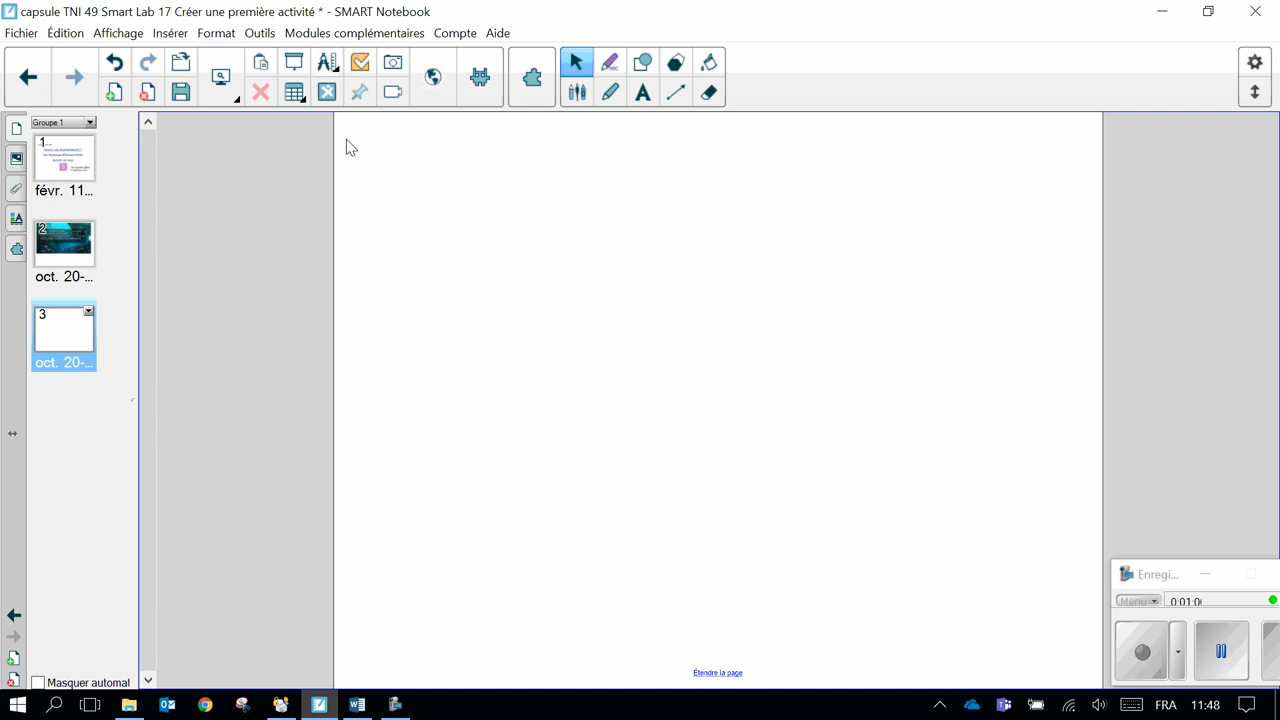 capsule TNI 49 Smart Lab 17 Créer une première activité * - SMART Notebook
Fichier Édition Affichage Insérer Format Outils Modules complémentaires Compte Aide
Groupe 1
1
févr. 11...
2
oct. 20-...
3
oct. 20-...
Étendre la page
Enregi...
Menu
0:01:0
Masquer automat
FRA 11:48